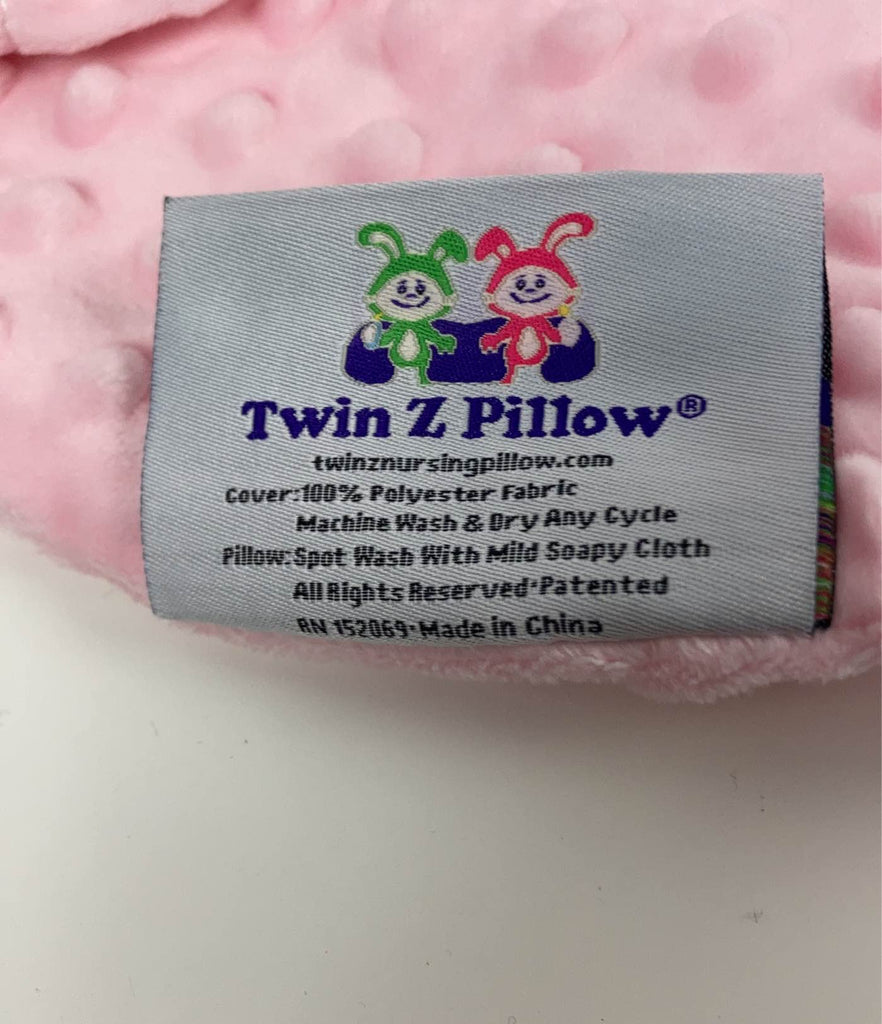 Twin Z Pillow®
twinznursingpillow.com
Cover:100% Polyester Fabric
Machine Wash & Dry Any Cycle
Pillow:Spot Wash With Mild Soapy Cloth
All Rights Reserved·Patented
RN 152069·Made in China